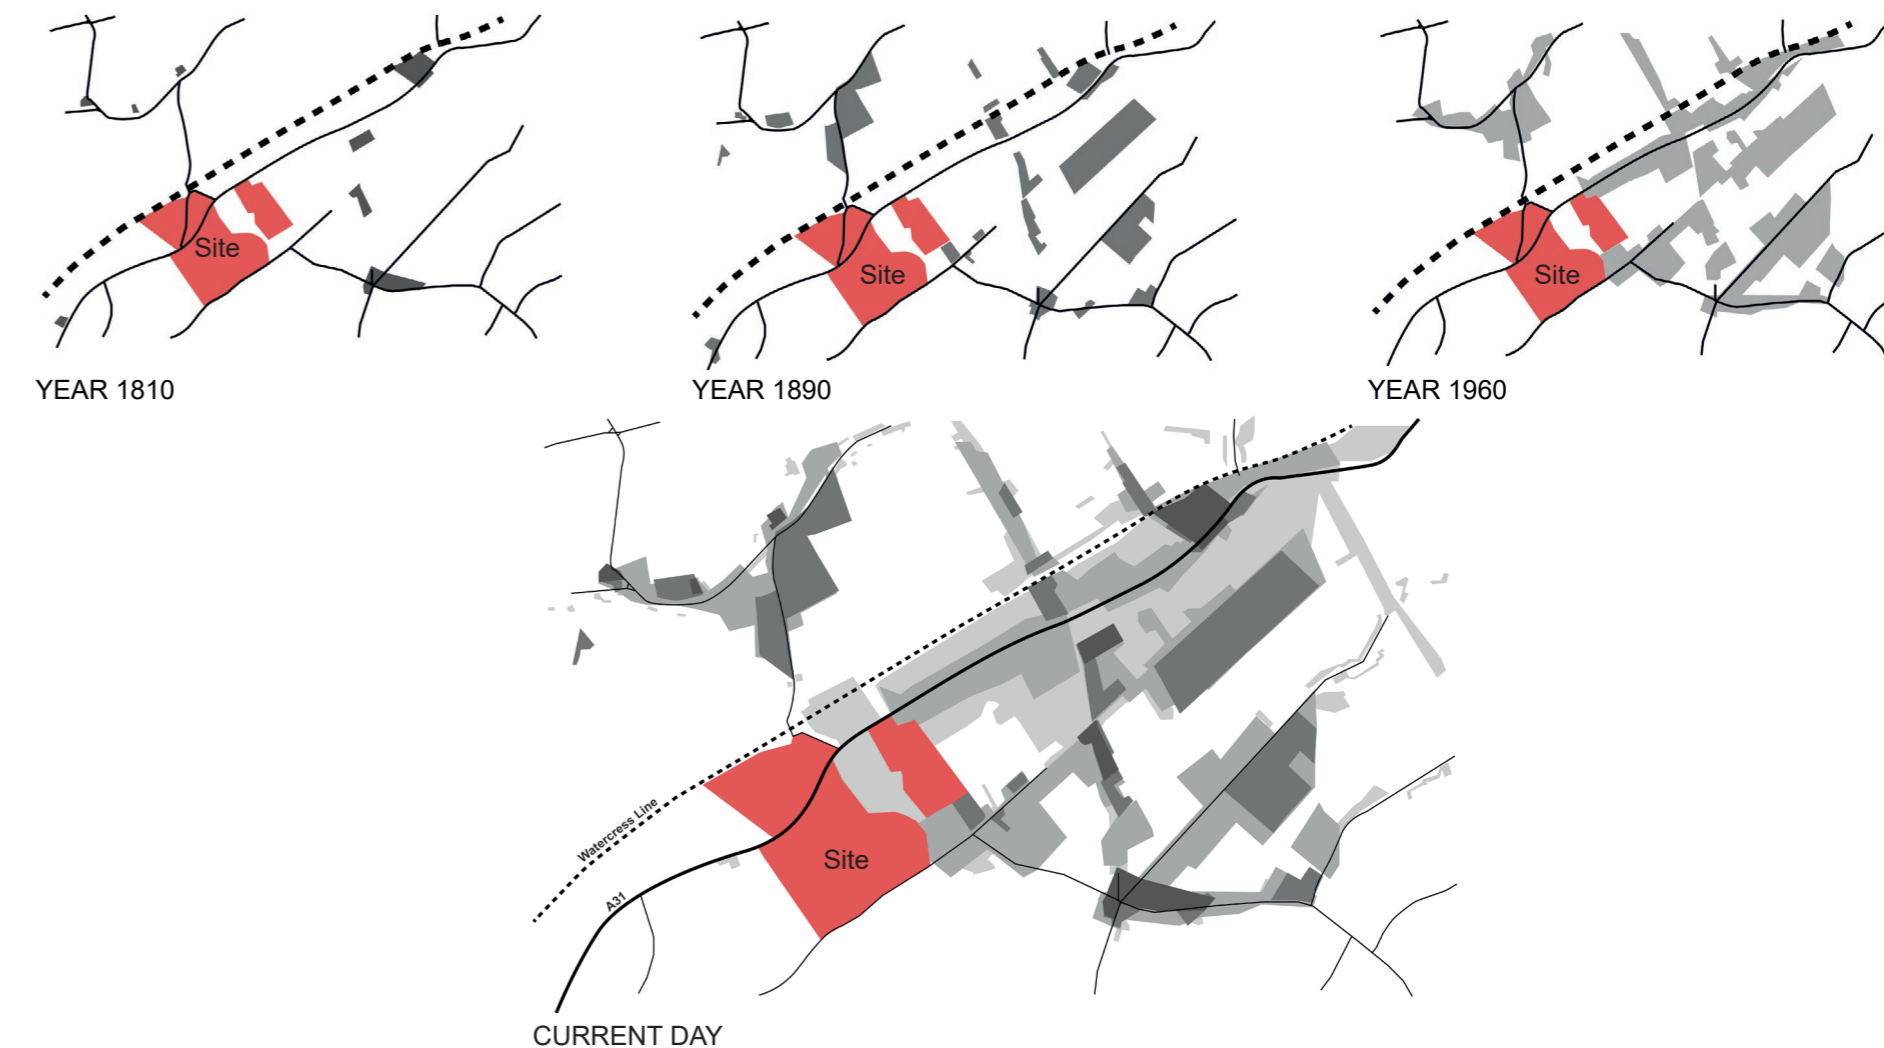 Site
YEAR 1810
Site
YEAR 1890
Site
YEAR 1960
Watercress Line
A31
Site
CURRENT DAY